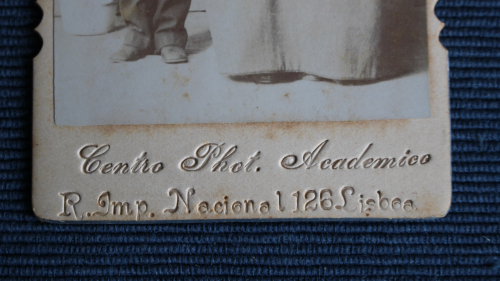 Centro Phot. Academico
R. Imp. Nacional 126 Lisboa